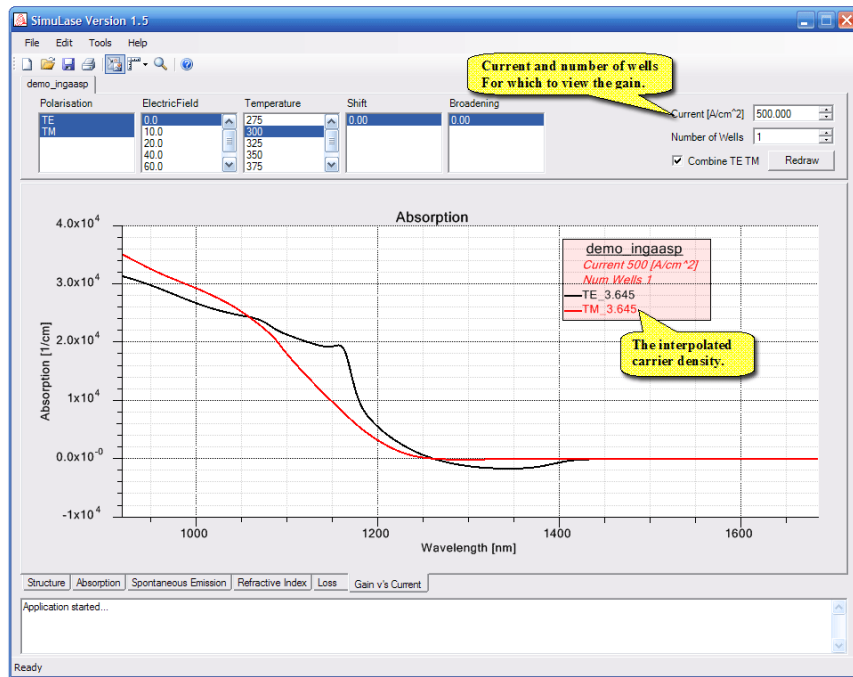 SimuLase Version 1.5
File Edit Tools Help
Current and number of wells
For which to view the gain.
demo_ingaasp
Polarisation ElectricField Temperature Shift Broadening
TE 0.0 275 0.00 0.00
TM 10.0 300
20.0 325
40.0 350
60.0 375
Current [A/cm^2] 500.000
Number of Wells 1
Combine TE TM Redraw
Absorption
4.0x10^4
3.0x10^4
2.0x10^4
1x10^4
0.0x10^-0
-1x10^4
Absorption [1/cm]
demo_ingaasp
Current 500 [A/cm^2]
Num Wells 1
TE_3.645
TM_3.645
The interpolated
carrier density.
1000 1200 1400 1600
Wavelength [nm]
Structure Absorption Spontaneous Emission Refractive Index Loss Gain v's Current
Application started...
Ready